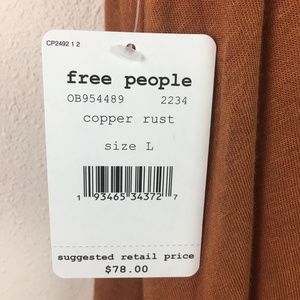 CP2492 1 2
free people
OB954489 2234
copper rust
size L
1 93465 34372 7
suggested retail price
$78.00